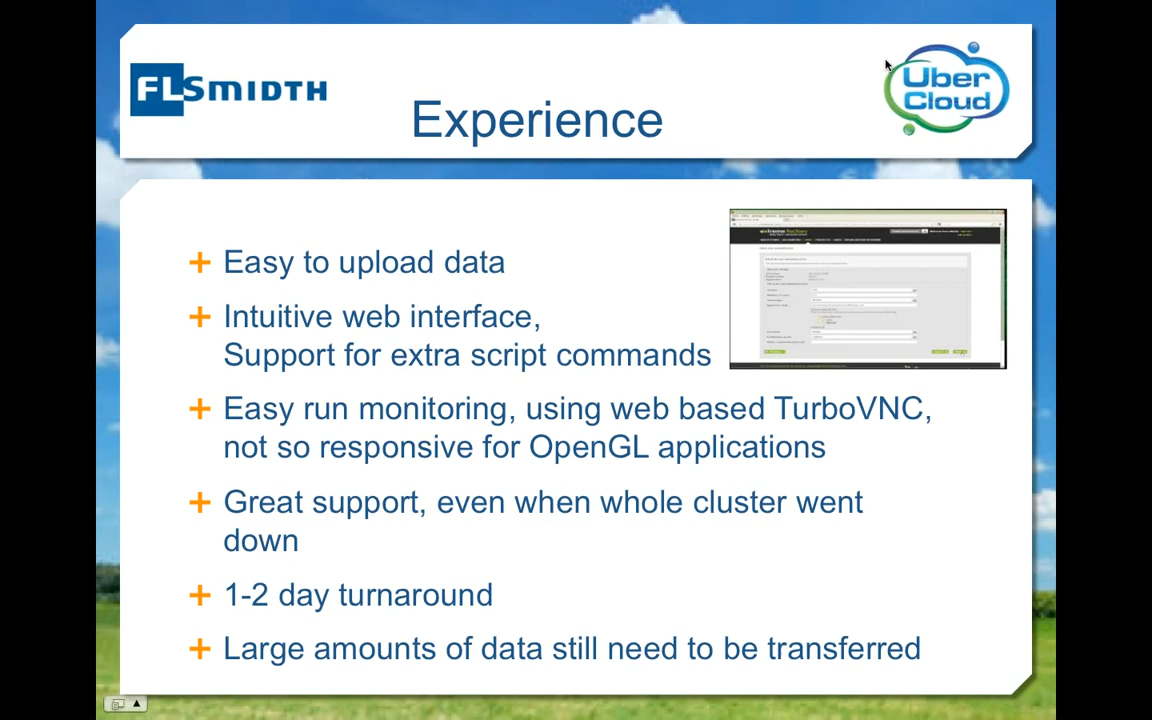 FLSMIDTH
Uber
Cloud
Experience
Easy to upload data
Intuitive web interface,
Support for extra script commands
extreme factory
Easy run monitoring, using web based TurboVNC,
not so responsive for OpenGL applications
Great support, even when whole cluster went
down
1-2 day turnaround
Large amounts of data still need to be transferred